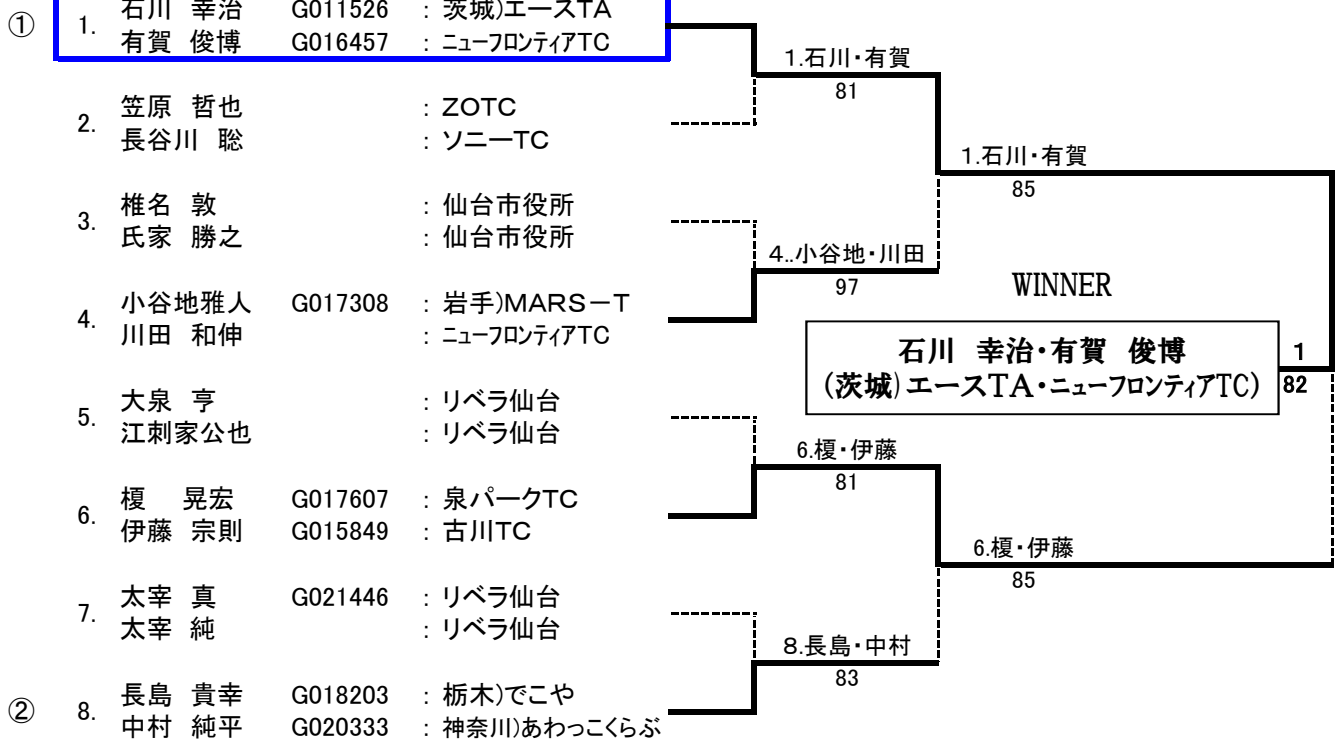 ① 1. 石川 幸治 G011526 : 茨城)エースTA
有賀 俊博 G016457 : ニューフロンティアTC
1.石川・有賀
81
2. 笠原 哲也 : ZOTC
長谷川 聡 : ソニーTC
1.石川・有賀
85
3. 椎名 敦 : 仙台市役所
氏家 勝之 : 仙台市役所
4..小谷地・川田
97
WINNER
4. 小谷地雅人 G017308 : 岩手)MARS-T
川田 和伸 : ニューフロンティアTC
石川 幸治・有賀 俊博 1
(茨城)エースTA・ニューフロンティアTC) 82
5. 大泉 亨 : リベラ仙台
江刺家公也 : リベラ仙台
6.榎・伊藤
81
6. 榎 晃宏 G017607 : 泉パークTC
伊藤 宗則 G015849 : 古川TC
6.榎・伊藤
85
7. 太宰 真 G021446 : リベラ仙台
太宰 純 : リベラ仙台
8.長島・中村
83
② 8. 長島 貴幸 G018203 : 栃木)でこや
中村 純平 G020333 : 神奈川)あわっこくらぶ